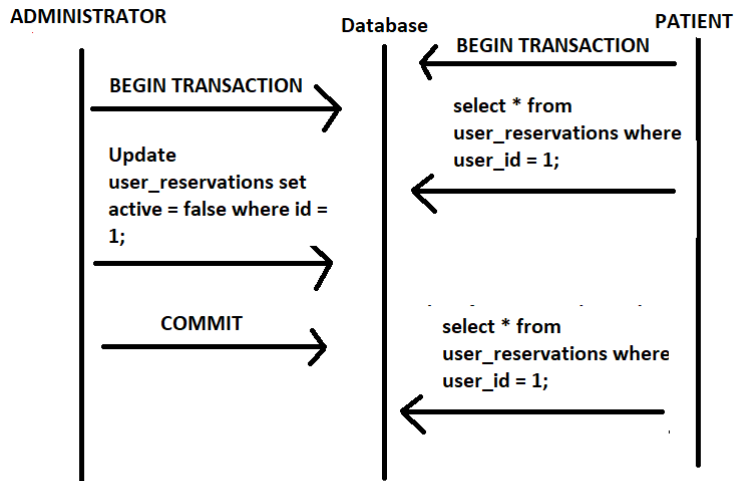 ADMINISTRATOR
Database
PATIENT
BEGIN TRANSACTION
BEGIN TRANSACTION
select * from
user_reservations where
user_id = 1;
Update
user_reservations set
active = false where id =
1;
COMMIT
select * from
user_reservations where
user_id = 1;